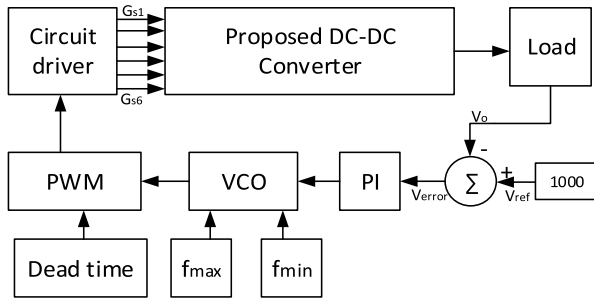 Circuit
driver
Gs1
Gs6
Proposed DC-DC
Converter
Load
Vo
-
+
PWM
VCO
PI
Verror
Σ
Vref
1000
Dead time
fmax
fmin